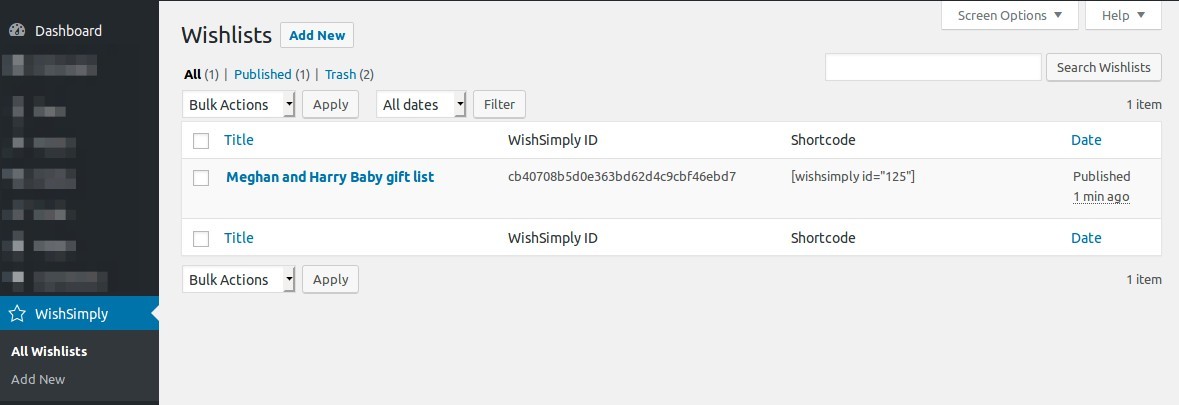 Dashboard
WishSimply
All Wishlists
Add New
Screen Options Help
Wishlists Add New
All (1) | Published (1) | Trash (2)
Search Wishlists
Bulk Actions Apply All dates Filter 1 item
Title WishSimply ID Shortcode Date
Meghan and Harry Baby gift list cb40708b5d0e363bd62d4c9cbf46ebd7 [wishsimply id="125"] Published
1 min ago
Title WishSimply ID Shortcode Date
Bulk Actions Apply 1 item